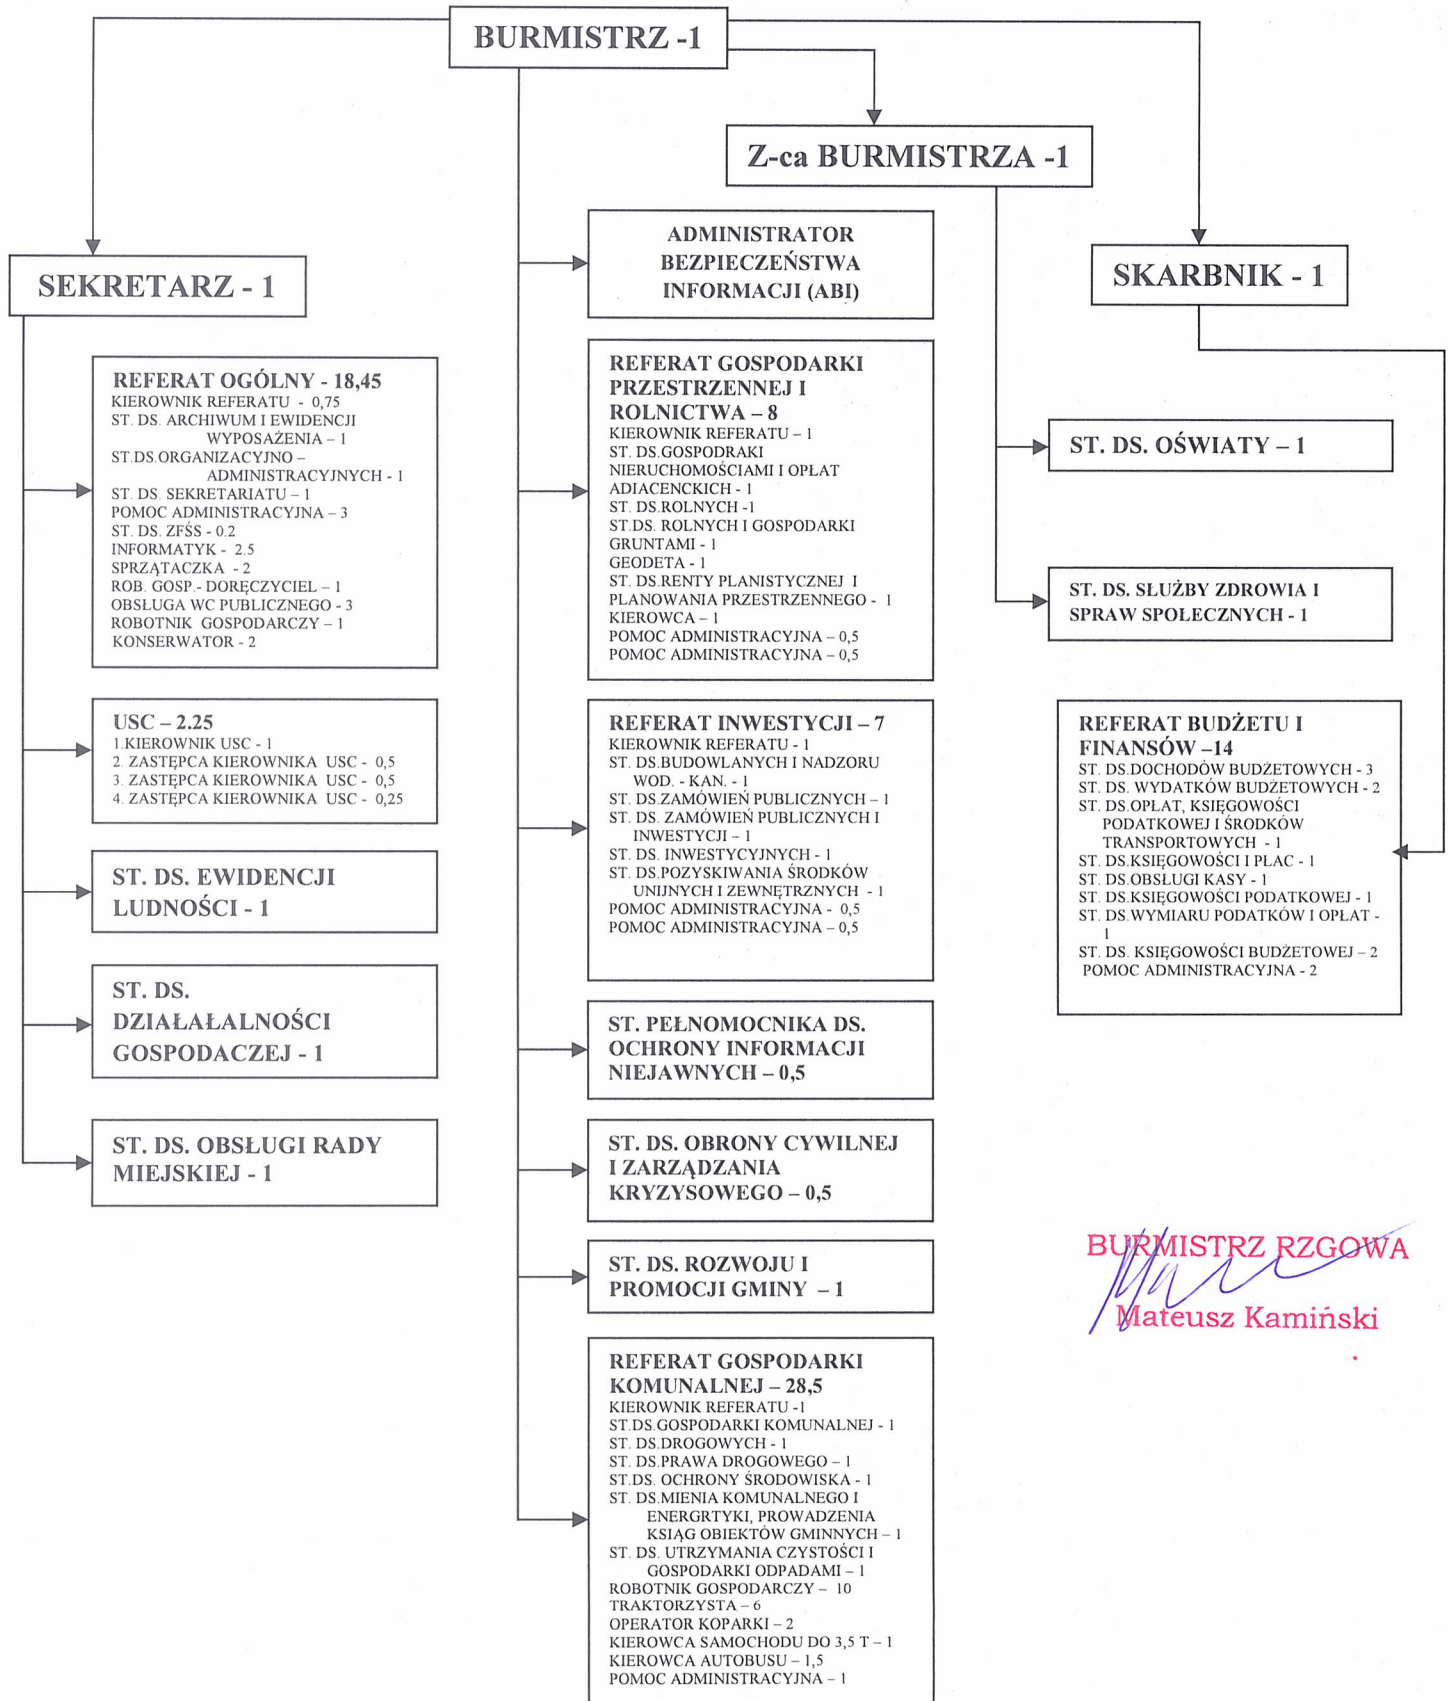 BURMISTRZ -1
Z-ca BURMISTRZA -1
SEKRETARZ - 1
SKARBNIK - 1
REFERAT OGÓLNY - 18,45
KIEROWNIK REFERATU - 0,75
ST. DS. ARCHIWUM I EWIDENCJI
WYPOSAŻENIA – 1
ST.DS.ORGANIZACYJNO –
ADMINISTRACYJNYCH - 1
ST. DS. SEKRETARIATU – 1
POMOC ADMINISTRACYJNA – 3
ST. DS. ZFŚS - 0.2
INFORMATYK - 2.5
SPRZĄTACZKA - 2
ROB. GOSP.- DORĘCZYCIEL – 1
OBSŁUGA WC PUBLICZNEGO - 3
ROBOTNIK GOSPODARCZY – 1
KONSERWATOR - 2
USC – 2.25
1.KIEROWNIK USC - 1
2. ZASTĘPCA KIEROWNIKA USC - 0,5
3. ZASTĘPCA KIEROWNIKA USC - 0,5
4. ZASTĘPCA KIEROWNIKA USC - 0,25
ST. DS. EWIDENCJI
LUDNOŚCI - 1
ST. DS.
DZIAŁAŁALNOŚCI
GOSPODACZEJ - 1
ST. DS. OBSŁUGI RADY
MIEJSKIEJ - 1
ADMINISTRATOR
BEZPIECZEŃSTWA
INFORMACJI (ABI)
REFERAT GOSPODARKI
PRZESTRZENNEJ I
ROLNICTWA – 8
KIEROWNIK REFERATU – 1
ST. DS.GOSPODRAKI
NIERUCHOMOŚCIAMI I OPŁAT
ADIACENCKICH - 1
ST. DS.ROLNYCH -1
ST.DS. ROLNYCH I GOSPODARKI
GRUNTAMI - 1
GEODETA - 1
ST. DS.RENTY PLANISTYCZNEJ I
PLANOWANIA PRZESTRZENNEGO - 1
KIEROWCA – 1
POMOC ADMINISTRACYJNA – 0,5
POMOC ADMINISTRACYJNA – 0,5
REFERAT INWESTYCJI – 7
KIEROWNIK REFERATU - 1
ST. DS.BUDOWLANYCH I NADZORU
WOD. - KAN. - 1
ST. DS.ZAMÓWIEŃ PUBLICZNYCH – 1
ST. DS. ZAMÓWIEŃ PUBLICZNYCH I
INWESTYCJI – 1
ST. DS. INWESTYCYJNYCH - 1
ST. DS.POZYSKIWANIA ŚRODKÓW
UNIJNYCH I ZEWNĘTRZNYCH - 1
POMOC ADMINISTRACYJNA - 0,5
POMOC ADMINISTRACYJNA – 0,5
ST. PEŁNOMOCNIKA DS.
OCHRONY INFORMACJI
NIEJAWNYCH – 0,5
ST. DS. OBRONY CYWILNEJ
I ZARZĄDZANIA
KRYZYSOWEGO – 0,5
ST. DS. ROZWOJU I
PROMOCJI GMINY – 1
REFERAT GOSPODARKI
KOMUNALNEJ – 28,5
KIEROWNIK REFERATU -1
ST.DS.GOSPODARKI KOMUNALNEJ - 1
ST. DS.DROGOWYCH - 1
ST. DS.PRAWA DROGOWEGO – 1
ST.DS. OCHRONY ŚRODOWISKA - 1
ST. DS.MIENIA KOMUNALNEGO I
ENERGRTYKI, PROWADZENIA
KSIĄG OBIEKTÓW GMINNYCH – 1
ST. DS. UTRZYMANIA CZYSTOŚCI I
GOSPODARKI ODPADAMI – 1
ROBOTNIK GOSPODARCZY – 10
TRAKTORZYSTA – 6
OPERATOR KOPARKI – 2
KIEROWCA SAMOCHODU DO 3,5 T – 1
KIEROWCA AUTOBUSU – 1,5
POMOC ADMINISTRACYJNA – 1
ST. DS. OŚWIATY – 1
ST. DS. SŁUŻBY ZDROWIA I
SPRAW SPOŁECZNYCH - 1
REFERAT BUDŻETU I
FINANSÓW –14
ST. DS.DOCHODÓW BUDŻETOWYCH - 3
ST. DS. WYDATKÓW BUDŻETOWYCH - 2
ST. DS.OPŁAT, KSIĘGOWOŚCI
PODATKOWEJ I ŚRODKÓW
TRANSPORTOWYCH - 1
ST. DS.KSIĘGOWOŚCI I PŁAC - 1
ST. DS.OBSŁUGI KASY - 1
ST. DS.KSIĘGOWOŚCI PODATKOWEJ - 1
ST. DS.WYMIARU PODATKÓW I OPŁAT -
1
ST. DS. KSIĘGOWOŚCI BUDŻETOWEJ – 2
POMOC ADMINISTRACYJNA - 2
BURMISTRZ RZGOWA
Mateusz Kamiński